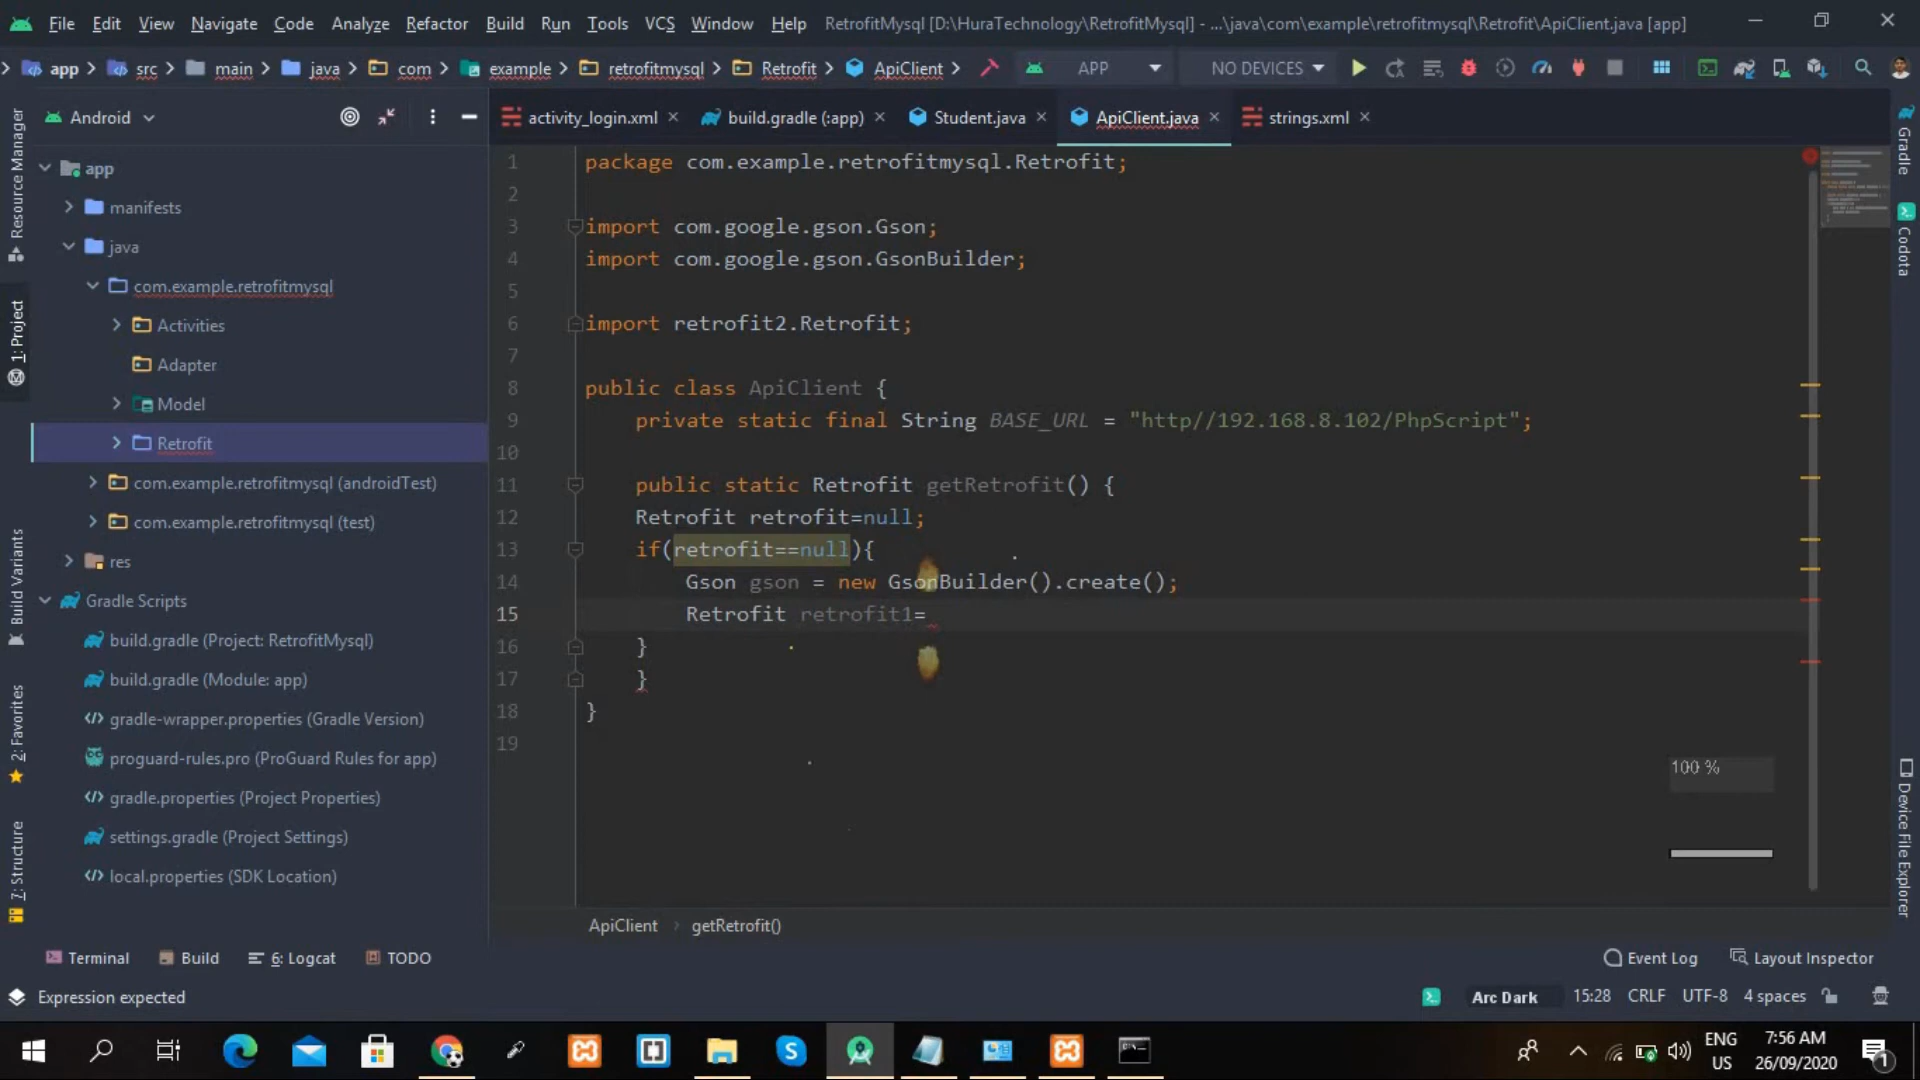 File Edit View Navigate Code Analyze Refactor Build Run Tools VCS Window Help RetrofitMysql [D:\HuraTechnology\RetrofitMysql] - ...\java\com\example\retrofitmysql\Retrofit\ApiClient.java [app]
app src main java com example retrofitmysql Retrofit ApiClient APP NO DEVICES
Android
activity_login.xml build.gradle (:app) Student.java ApiClient.java strings.xml
Resource Manager
1: Project
Build Variants
2: Favorites
7: Structure
app
manifests
java
com.example.retrofitmysql
Activities
Adapter
Model
Retrofit
com.example.retrofitmysql (androidTest)
com.example.retrofitmysql (test)
res
Gradle Scripts
build.gradle (Project: RetrofitMysql)
build.gradle (Module: app)
gradle-wrapper.properties (Gradle Version)
proguard-rules.pro (ProGuard Rules for app)
gradle.properties (Project Properties)
settings.gradle (Project Settings)
local.properties (SDK Location)
1 package com.example.retrofitmysql.Retrofit;
2
3 import com.google.gson.Gson;
4 import com.google.gson.GsonBuilder;
5
6 import retrofit2.Retrofit;
7
8 public class ApiClient {
9 private static final String BASE_URL = "http//192.168.8.102/PhpScript";
10
11 public static Retrofit getRetrofit() {
12 Retrofit retrofit=null;
13 if(retrofit==null){
14 Gson gson = new GsonBuilder().create();
15 Retrofit retrofit1=
16 }
17 }
18 }
19
100 %
Gradle
Codota
Device File Explorer
ApiClient getRetrofit()
Terminal Build 6: Logcat TODO Event Log Layout Inspector
Expression expected Arc Dark 15:28 CRLF UTF-8 4 spaces
ENG
US
7:56 AM
26/09/2020
1